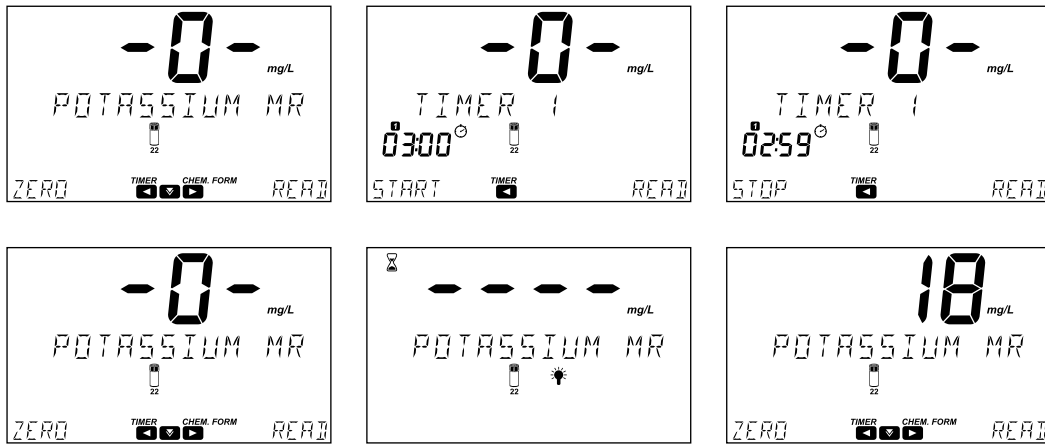 -0-
mg/L
POTASSIUM MR
22
TIMER CHEM. FORM
ZERO READ
-0-
mg/L
TIMER 1
1
03:00
22
TIMER
START READ
-0-
mg/L
TIMER 1
1
02:59
22
TIMER
STOP READ
-0-
mg/L
POTASSIUM MR
22
TIMER CHEM. FORM
ZERO READ
- - - -
mg/L
POTASSIUM MR
22
18
mg/L
POTASSIUM MR
22
TIMER CHEM. FORM
ZERO READ